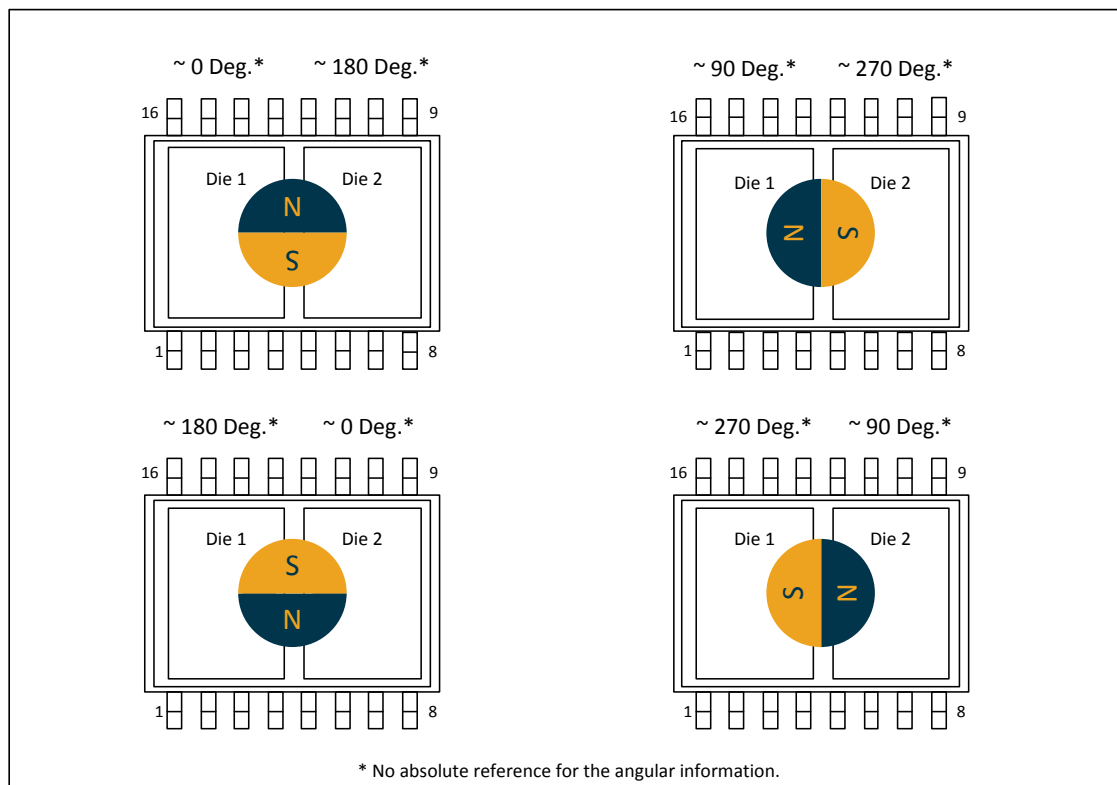 ~ 0 Deg.* ~ 180 Deg.*
16 9
Die 1 Die 2
N
S
1 8
~ 90 Deg.* ~ 270 Deg.*
16 9
Die 1 Die 2
N S
1 8
~ 180 Deg.* ~ 0 Deg.*
16 9
Die 1 Die 2
S
N
1 8
~ 270 Deg.* ~ 90 Deg.*
16 9
Die 1 Die 2
S N
1 8
* No absolute reference for the angular information.